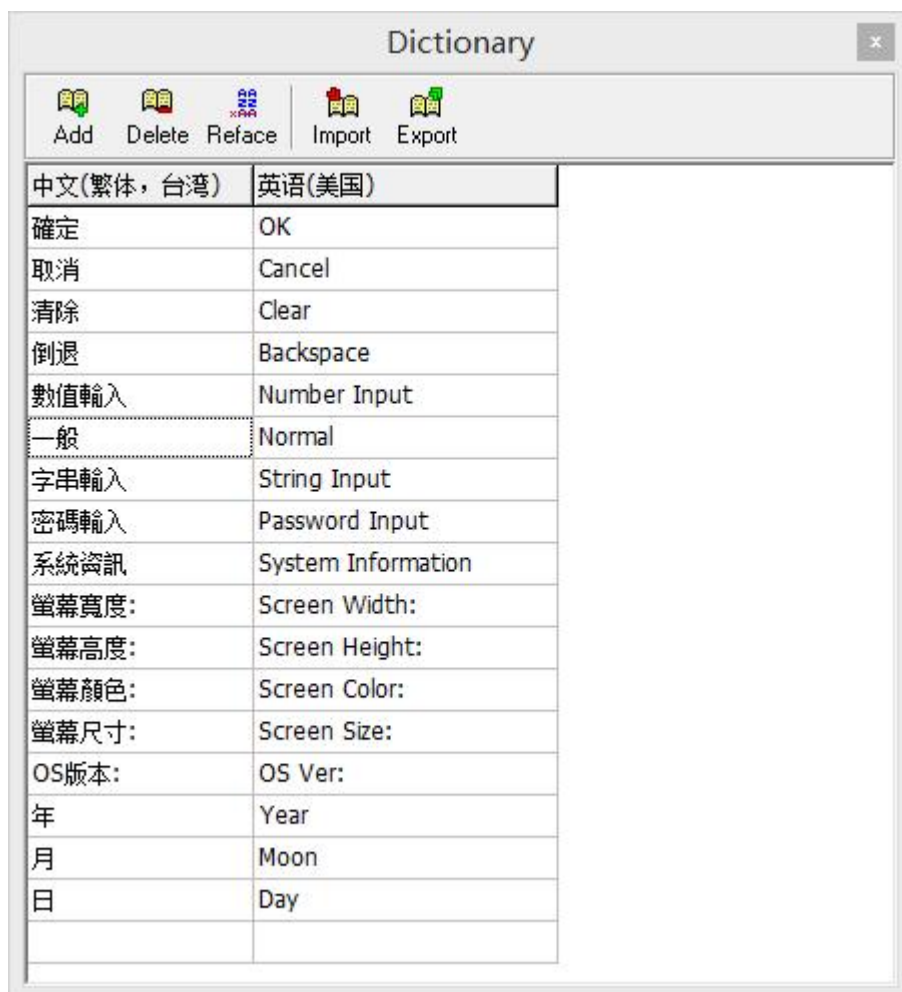 Dictionary
x
Add Delete Reface Import Export
中文(繁体，台湾) 英语(美国)
確定 OK
取消 Cancel
清除 Clear
倒退 Backspace
數值輸入 Number Input
一般 Normal
字串輸入 String Input
密碼輸入 Password Input
系統資訊 System Information
螢幕寬度: Screen Width:
螢幕高度: Screen Height:
螢幕顏色: Screen Color:
螢幕尺寸: Screen Size:
OS版本: OS Ver:
年 Year
月 Moon
日 Day